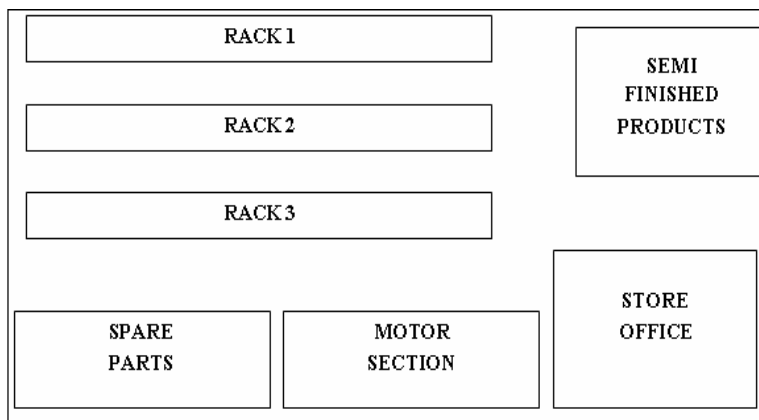 RACK 1
RACK 2
RACK 3
SEMI
FINISHED
PRODUCTS
SPARE
PARTS
MOTOR
SECTION
STORE
OFFICE